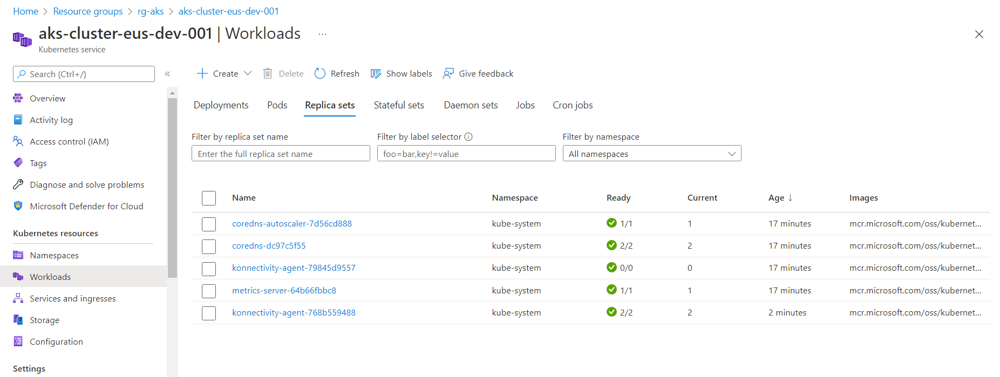 Home > Resource groups > rg-aks > aks-cluster-eus-dev-001
aks-cluster-eus-dev-001 | Workloads ...
Kubernetes service
Search (Ctrl+/) «
Create Delete Refresh Show labels Give feedback
Overview
Activity log
Access control (IAM)
Tags
Diagnose and solve problems
Microsoft Defender for Cloud
Kubernetes resources
Namespaces
Workloads
Services and ingresses
Storage
Configuration
Settings
Deployments Pods Replica sets Stateful sets Daemon sets Jobs Cron jobs
Filter by replica set name Filter by label selector Filter by namespace
Enter the full replica set name foo=bar,key!=value All namespaces
Name Namespace Ready Current Age ↓ Images
coredns-autoscaler-7d56cd888 kube-system 1/1 1 17 minutes mcr.microsoft.com/oss/kubernet...
coredns-dc97c5f55 kube-system 2/2 2 17 minutes mcr.microsoft.com/oss/kubernet...
konnectivity-agent-79845d9557 kube-system 0/0 0 17 minutes mcr.microsoft.com/oss/kubernet...
metrics-server-64b66fbbc8 kube-system 1/1 1 17 minutes mcr.microsoft.com/oss/kubernet...
konnectivity-agent-768b559488 kube-system 2/2 2 2 minutes mcr.microsoft.com/oss/kubernet...